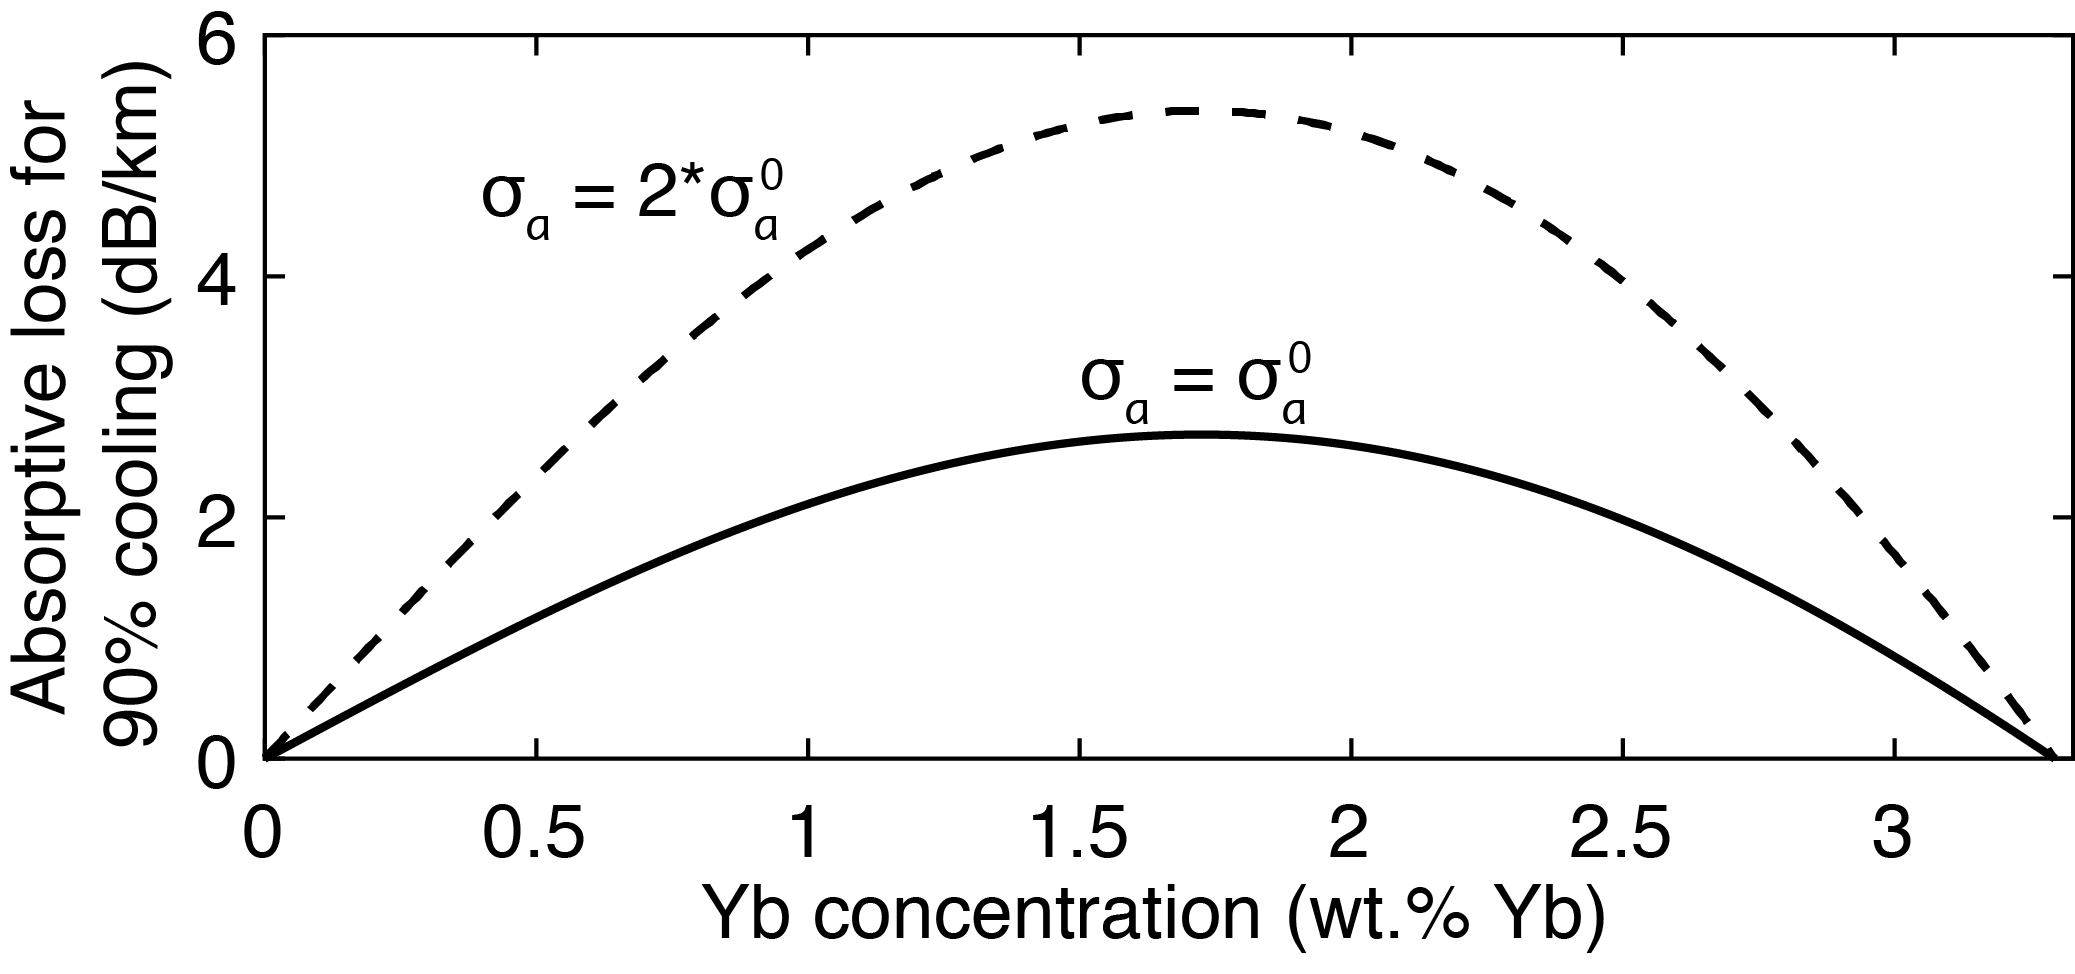 Absorptive loss for
90% cooling (dB/km)
6
4
2
0
σa = 2*σa0
σa = σa0
0 0.5 1 1.5 2 2.5 3
Yb concentration (wt.% Yb)